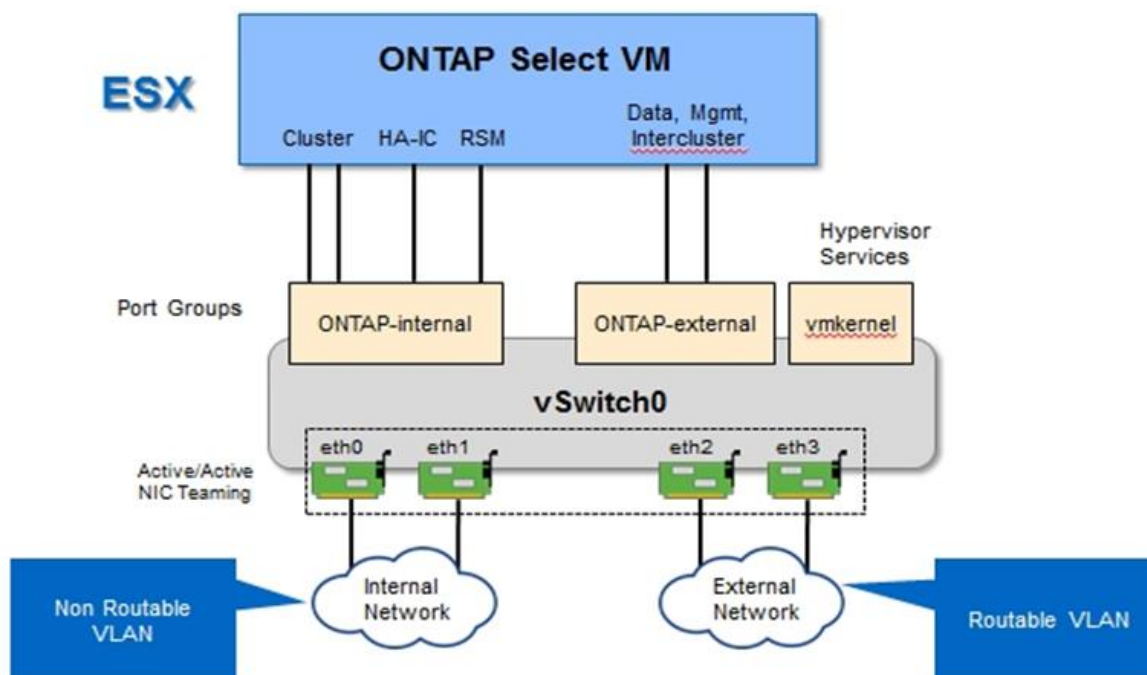 ONTAP Select VM
ESX
Data, Mgmt,
Intercluster
Cluster HA-IC RSM
Hypervisor
Services
Port Groups
ONTAP-internal
ONTAP-external
vmkernel
vSwitch0
eth0 eth1 eth2 eth3
Active/Active
NIC Teaming
Internal
Network
External
Network
Non Routable
VLAN
Routable VLAN